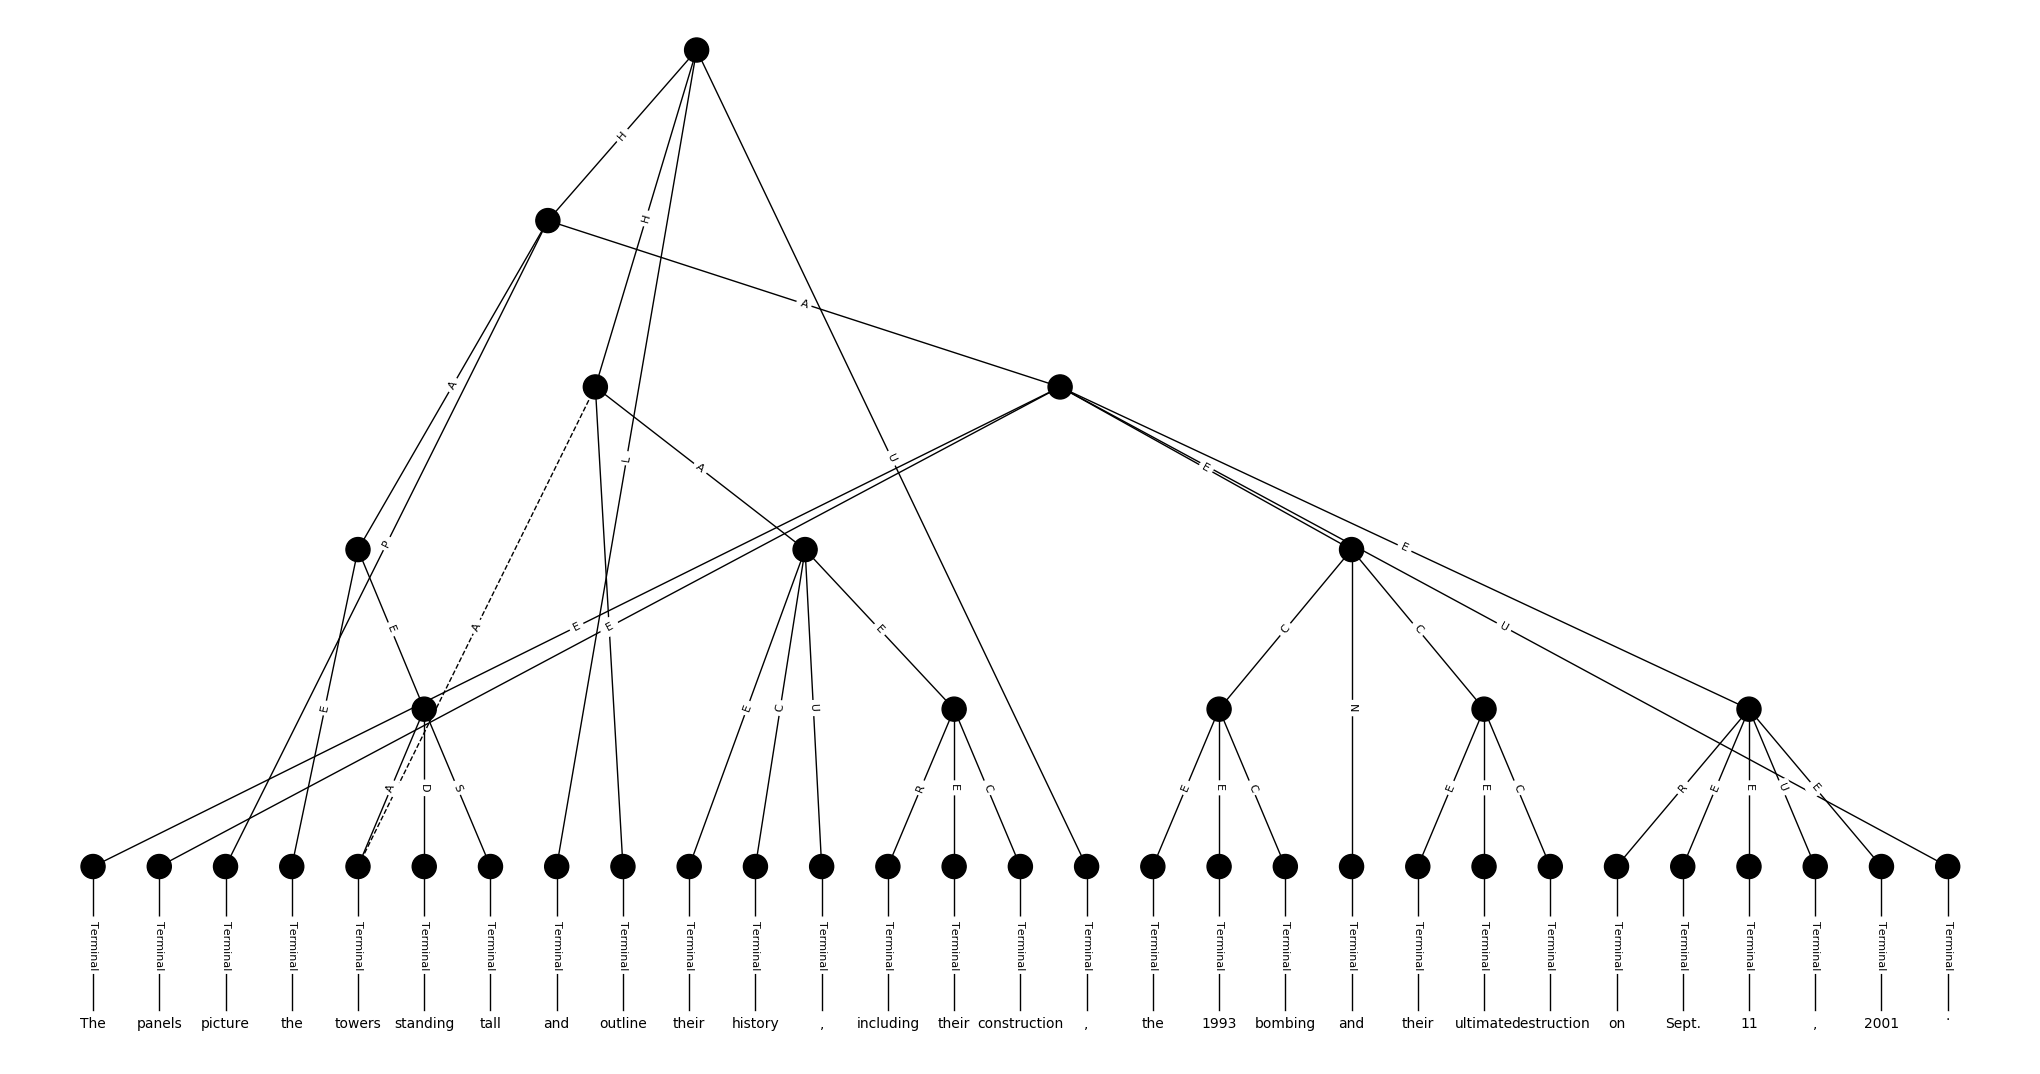 H
H
A
A
L
A
U
E
P
E
E
A
E
E
E
C
C
U
E
E
C
U
N
A
D
S
R
E
C
E
E
C
E
E
C
R
E
E
U
E
Terminal Terminal Terminal Terminal Terminal Terminal Terminal Terminal Terminal Terminal Terminal Terminal Terminal Terminal Terminal Terminal Terminal Terminal Terminal Terminal Terminal Terminal Terminal Terminal Terminal Terminal Terminal Terminal Terminal
The panels picture the towers standing tall and outline their history , including their construction , the 1993 bombing and their ultimate destruction on Sept. 11 , 2001 .